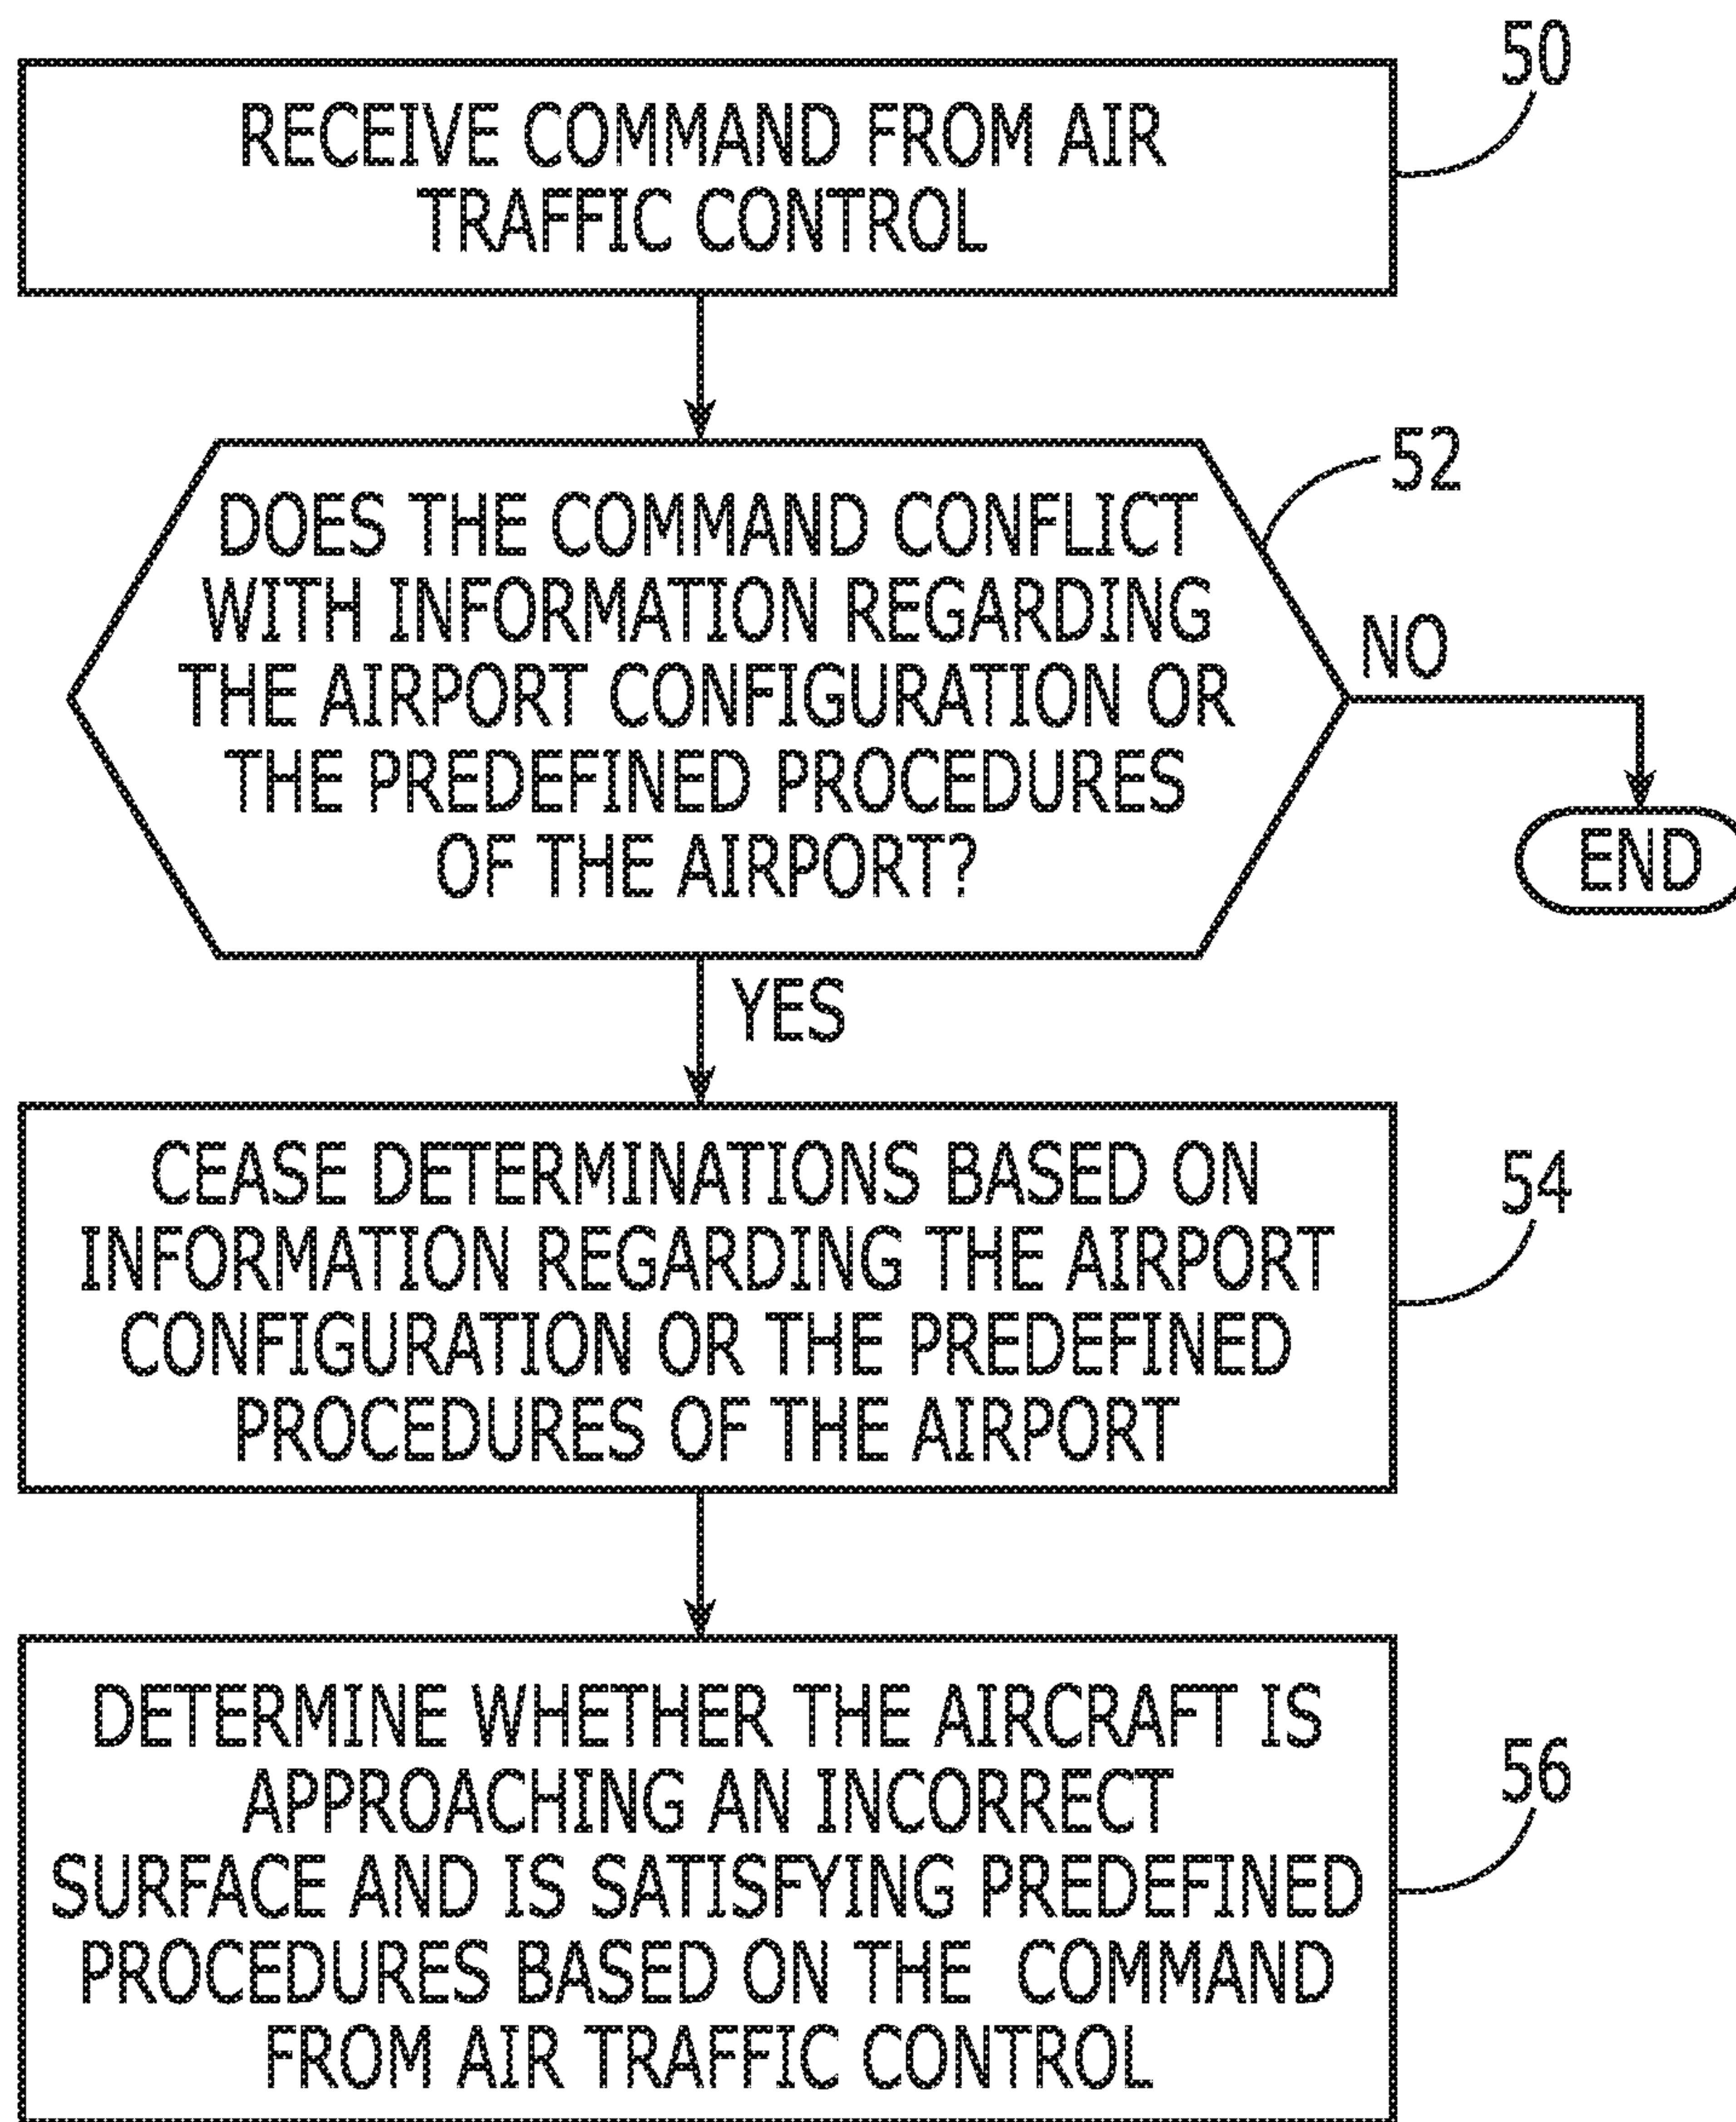 50
RECEIVE COMMAND FROM AIR
TRAFFIC CONTROL
52
DOES THE COMMAND CONFLICT
WITH INFORMATION REGARDING
THE AIRPORT CONFIGURATION OR
THE PREDEFINED PROCEDURES
OF THE AIRPORT?
NO
END
YES
54
CEASE DETERMINATIONS BASED ON
INFORMATION REGARDING THE AIRPORT
CONFIGURATION OR THE PREDEFINED
PROCEDURES OF THE AIRPORT
56
DETERMINE WHETHER THE AIRCRAFT IS
APPROACHING AN INCORRECT
SURFACE AND IS SATISFYING PREDEFINED
PROCEDURES BASED ON THE COMMAND
FROM AIR TRAFFIC CONTROL